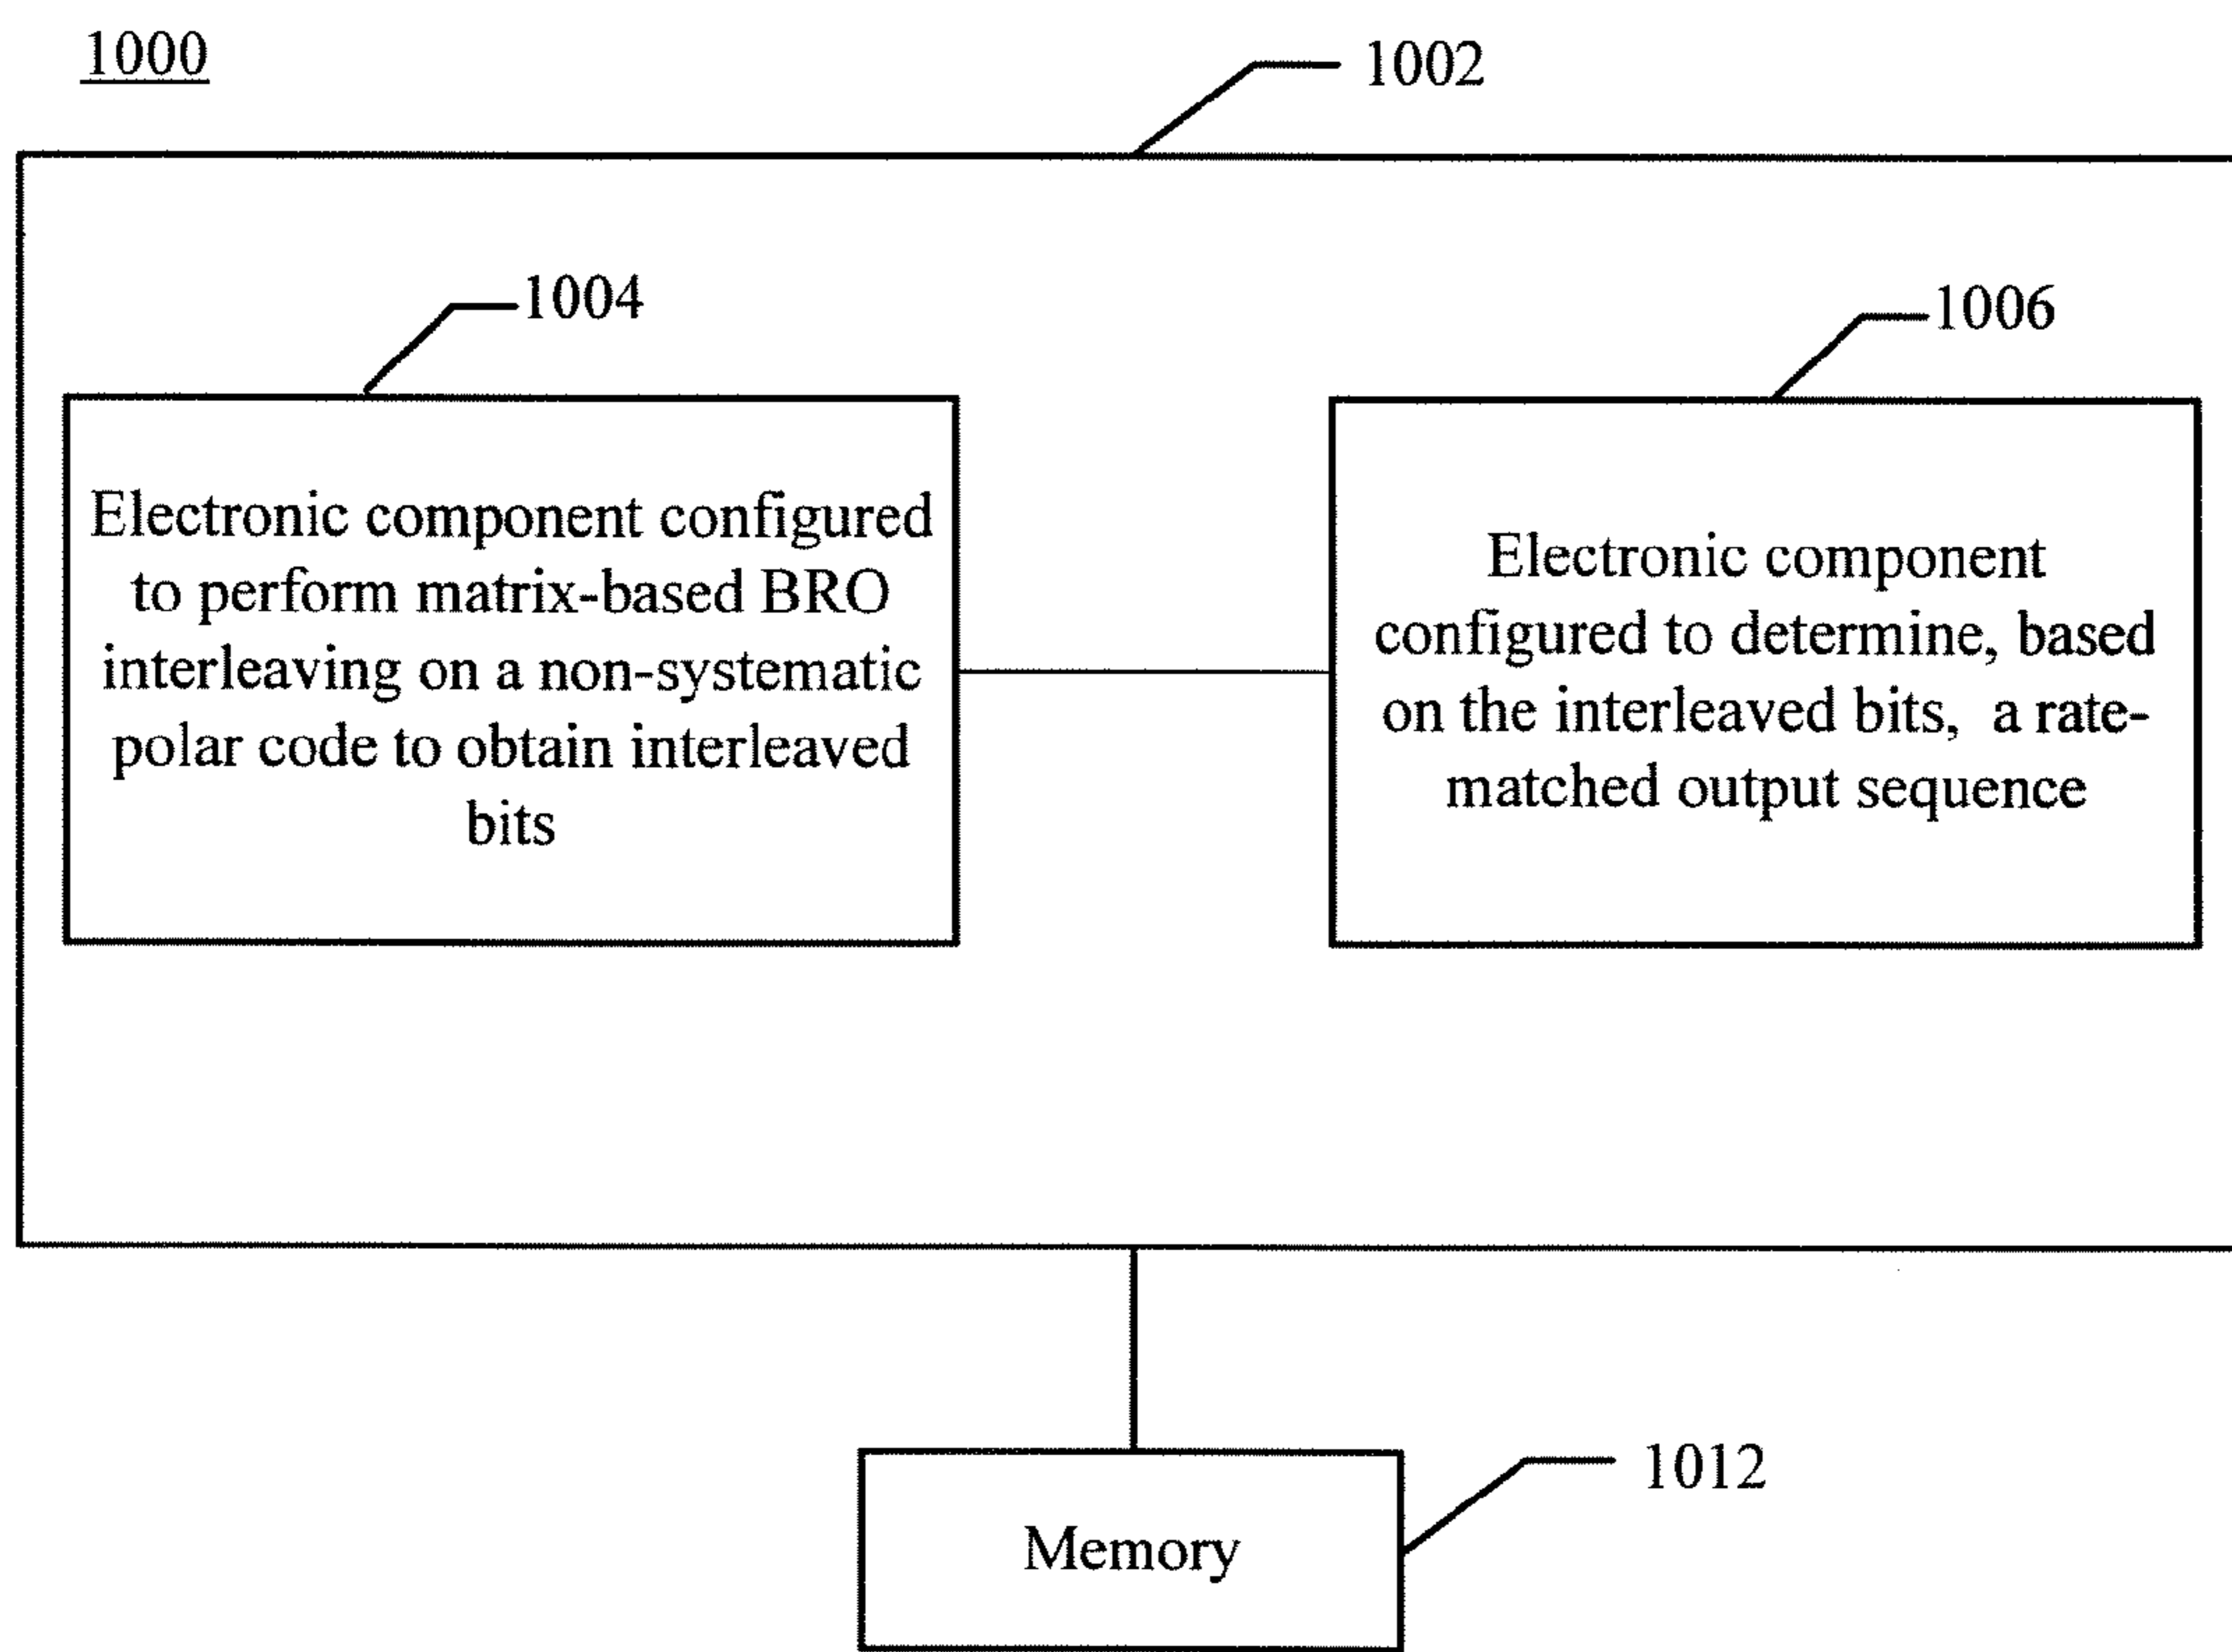 1000
1002
1004
1006
Electronic component configured
to perform matrix-based BRO
interleaving on a non-systematic
polar code to obtain interleaved
bits
Electronic component
configured to determine, based
on the interleaved bits, a rate-
matched output sequence
1012
Memory